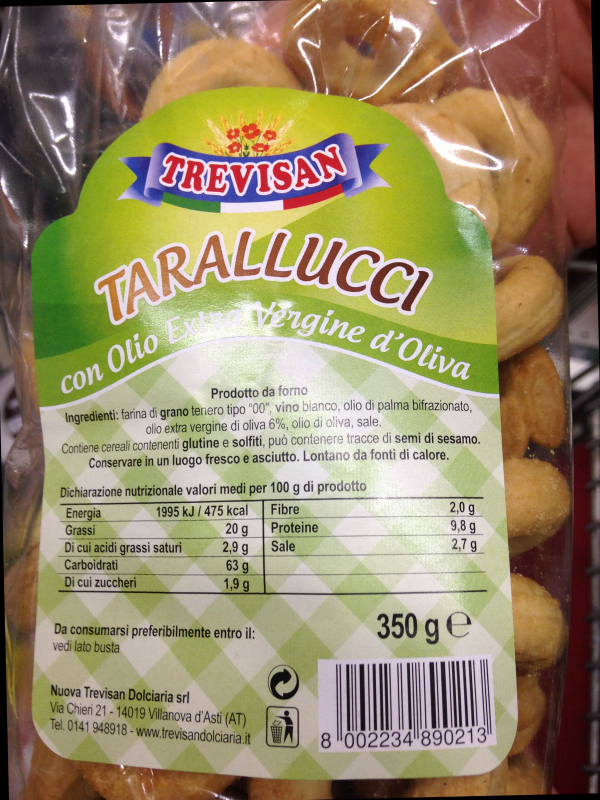 TREVISAN
TARALLUCCI
con Olio Extra Vergine d'Oliva
Prodotto da forno
Ingredienti: farina di grano tenero tipo "00", vino bianco, olio di palma bifrazionato,
olio extra vergine di oliva 6%, olio di oliva, sale.
Contiene cereali contenenti glutine e solfiti, può contenere tracce di semi di sesamo.
Conservare in un luogo fresco e asciutto. Lontano da fonti di calore.
Dichiarazione nutrizionale valori medi per 100 g di prodotto
Energia 1995 kJ / 475 kcal Fibre 2,0 g
Grassi 20 g Proteine 9,8 g
Di cui acidi grassi saturi 2,9 g Sale 2,7 g
Carboidrati 63 g
Di cui zuccheri 1,9 g
Da consumarsi preferibilmente entro il:
vedi lato busta
350 g e
Nuova Trevisan Dolciaria srl
Via Chieri 21 - 14019 Villanova d'Asti (AT)
Tel. 0141 948918 - www.trevisandolciaria.it
8 002234 890213